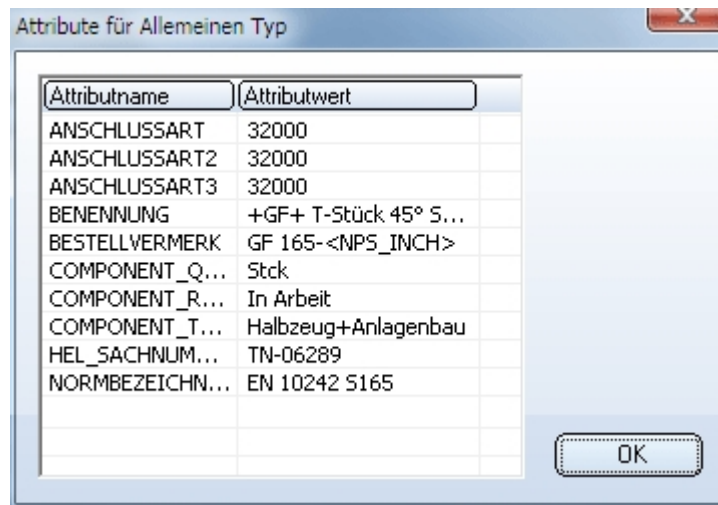 Attribute für Allemeinen Typ
Attributname Attributwert
ANSCHLUSSART 32000
ANSCHLUSSART2 32000
ANSCHLUSSART3 32000
BENENNUNG +GF+ T-Stück 45° S...
BESTELLVERMERK GF 165-<NPS_INCH>
COMPONENT_Q... Stck
COMPONENT_R... In Arbeit
COMPONENT_T... Halbzeug+Anlagenbau
HEL_SACHNUM... TN-06289
NORMBEZEICHN... EN 10242 S165
OK